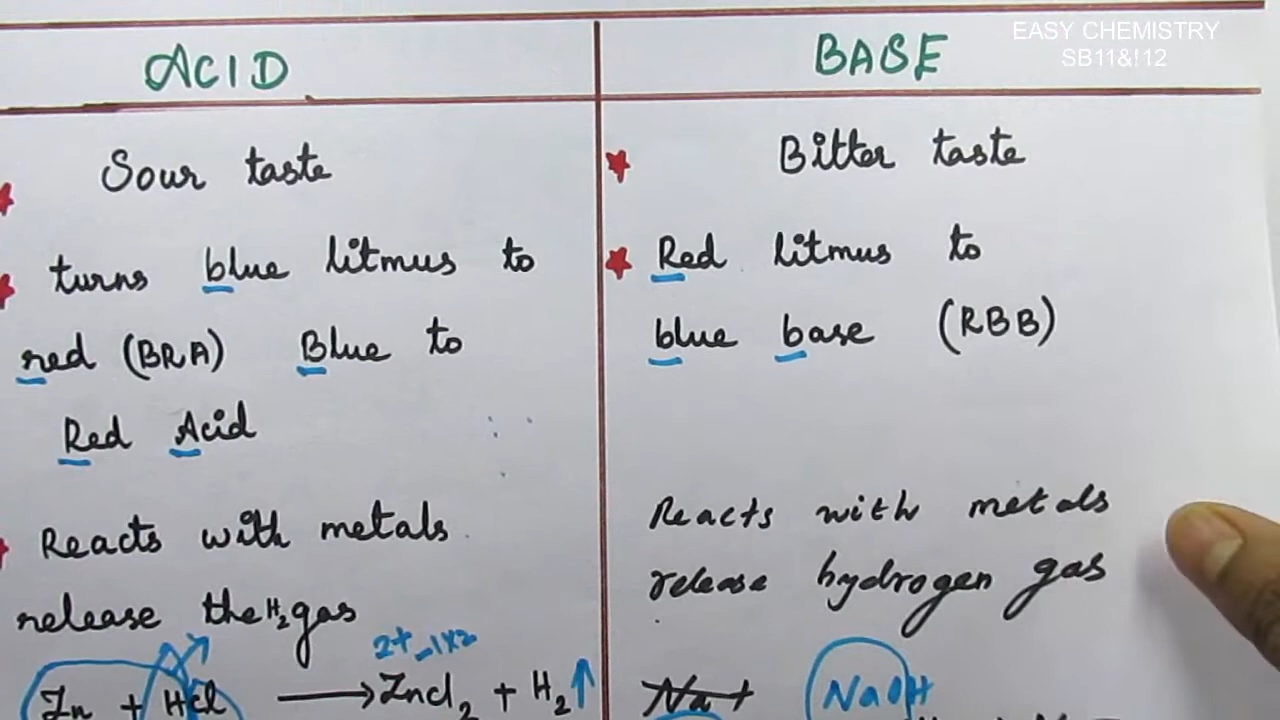 EASY CHEMISTRY
SB11&!12
ACID
Sour taste
turns blue litmus to
red (BRA) Blue to
Red Acid
Reacts with metals
release the H2 gas
2+ -1x2
Zn + HCl → ZnCl2 + H2↑
BASE
Bitter taste
Red litmus to
blue base (RBB)
Reacts with metals
release hydrogen gas
Na + NaOH